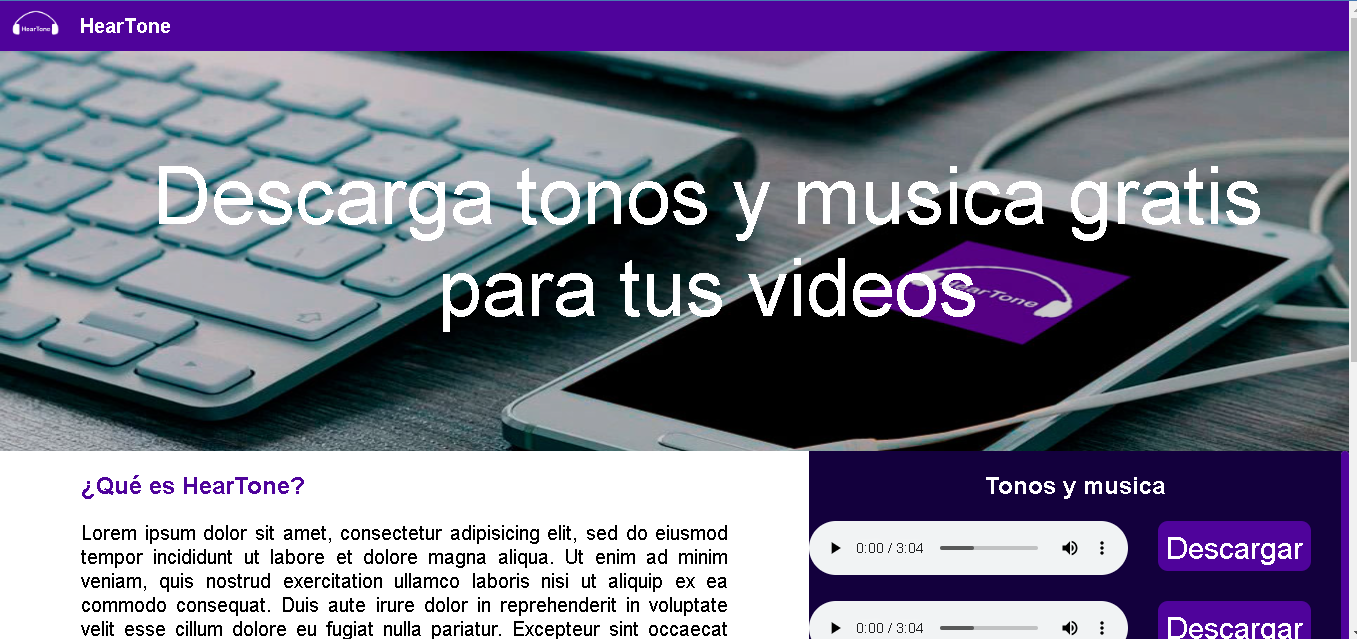 HearTone
HearTone
Descarga tonos y musica gratis
para tus videos
HearTone
¿Qué es HearTone?
Lorem ipsum dolor sit amet, consectetur adipisicing elit, sed do eiusmod
tempor incididunt ut labore et dolore magna aliqua. Ut enim ad minim
veniam, quis nostrud exercitation ullamco laboris nisi ut aliquip ex ea
commodo consequat. Duis aute irure dolor in reprehenderit in voluptate
velit esse cillum dolore eu fugiat nulla pariatur. Excepteur sint occaecat
Tonos y musica
0:00 / 3:04
Descargar
0:00 / 3:04
Descargar